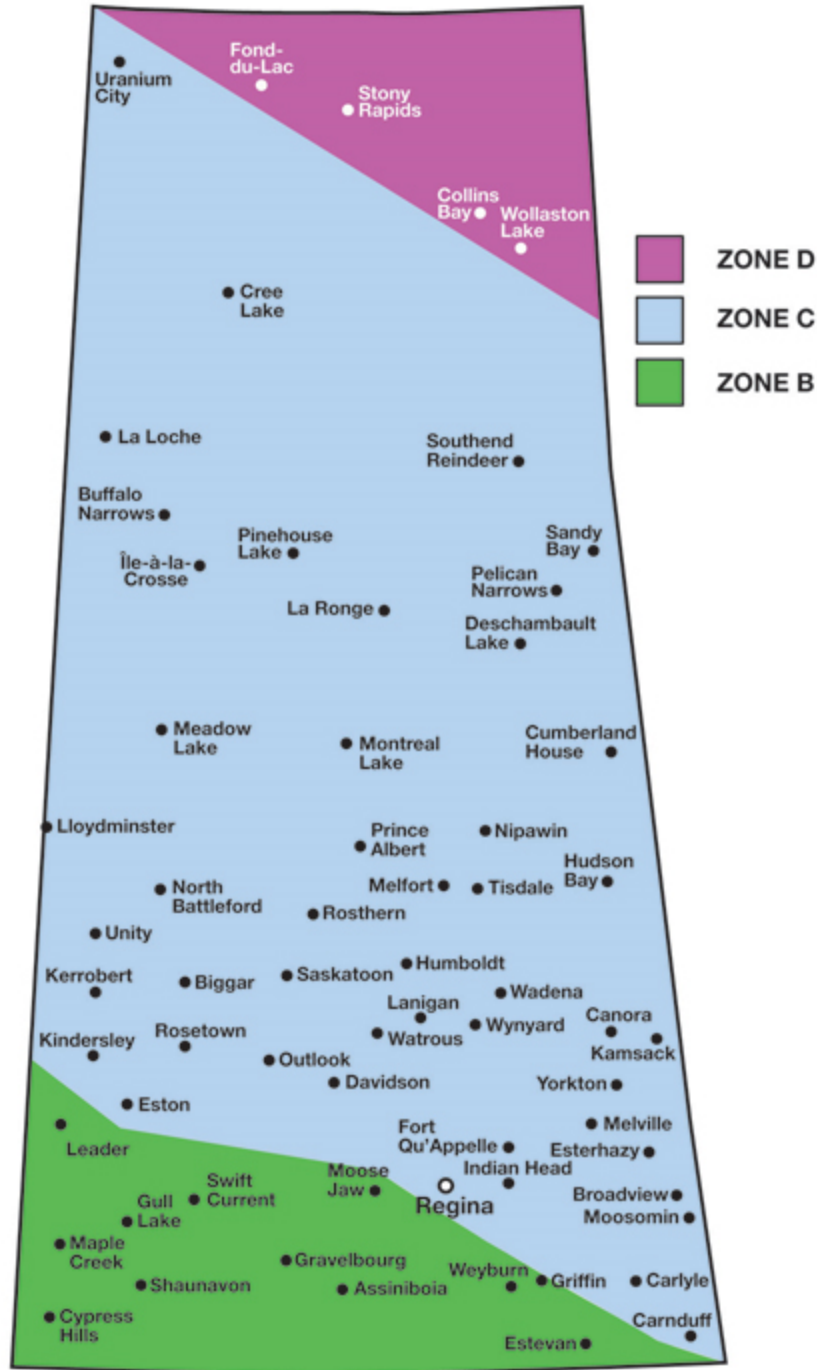 Fond-
du-Lac
Uranium
City
Stony
Rapids
Collins
Bay
Wollaston
Lake
ZONE D
ZONE C
ZONE B
Cree
Lake
La Loche
Southend
Reindeer
Buffalo
Narrows
Pinehouse
Lake
Sandy
Bay
Île-à-la-
Crosse
Pelican
Narrows
La Ronge
Deschambault
Lake
Meadow
Lake
Montreal
Lake
Cumberland
House
Lloydminster
Prince
Albert
Nipawin
Hudson
Bay
North
Battleford
Melfort
Tisdale
Rosthern
Unity
Kerrobert
Biggar
Saskatoon
Humboldt
Wadena
Lanigan
Watrous
Wynyard
Canora
Kamsack
Kindersley
Rosetown
Outlook
Davidson
Yorkton
Eston
Leader
Fort
Qu'Appelle
Melville
Esterhazy
Indian Head
Moose
Jaw
Regina
Broadview
Moosomin
Swift
Current
Gull
Lake
Maple
Creek
Gravelbourg
Shaunavon
Assiniboia
Weyburn
Griffin
Carlyle
Cypress
Hills
Carnduff
Estevan